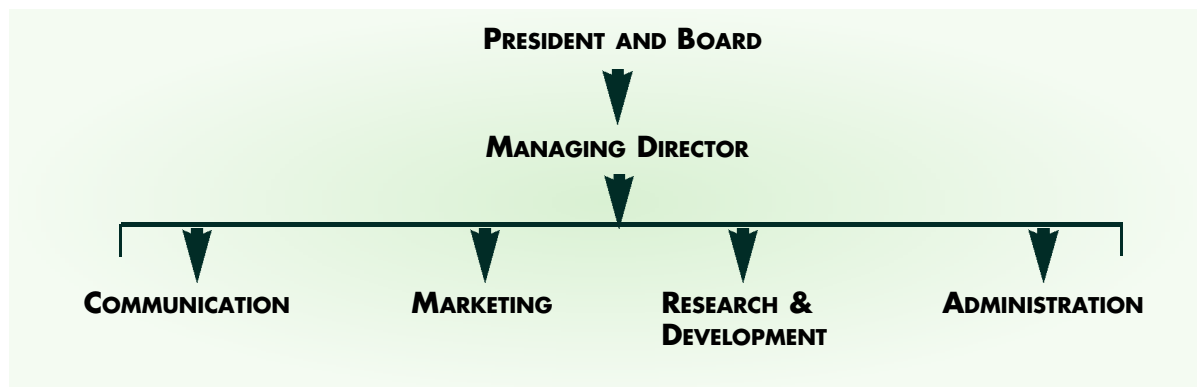 President and Board
Managing Director
Communication
Marketing
Research &
Development
Administration